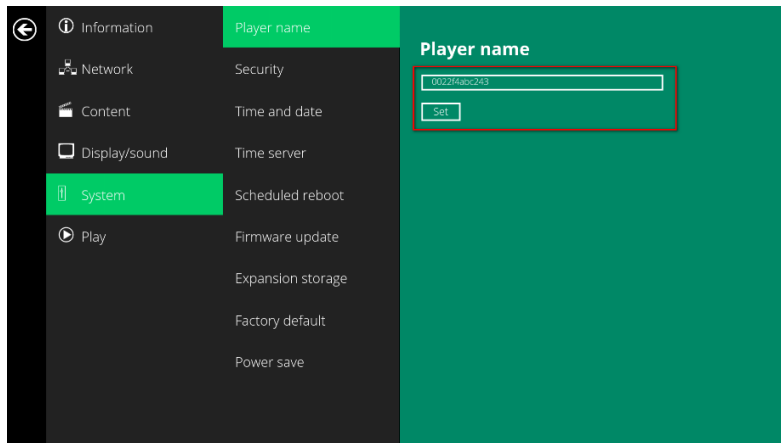 Information
Network
Content
Display/sound
System
Play
Player name
Security
Time and date
Time server
Scheduled reboot
Firmware update
Expansion storage
Factory default
Power save
Player name
0022f4abc243
Set